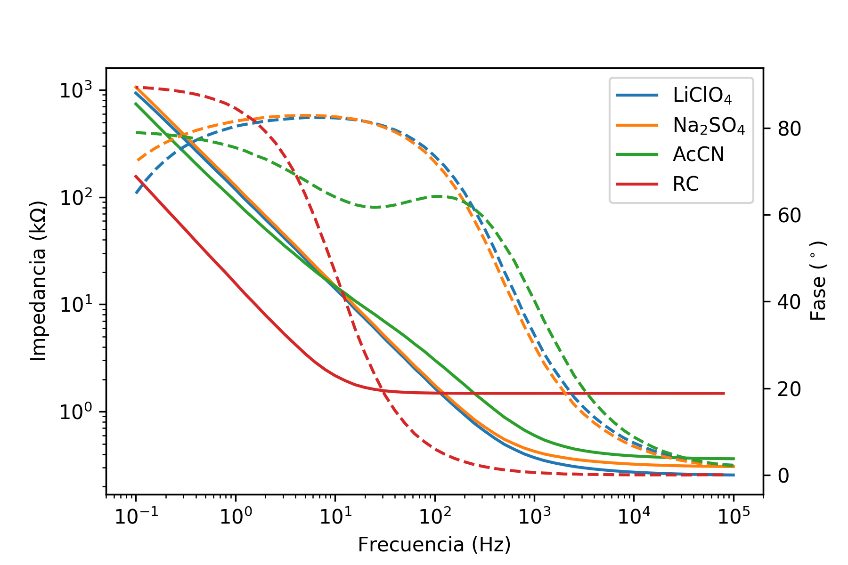 LiClO₄
Na₂SO₄
AcCN
RC
Impedancia (kΩ)
10³
10²
10¹
10⁰
80
60
40
20
0
Fase (°)
10⁻¹ 10⁰ 10¹ 10² 10³ 10⁴ 10⁵
Frecuencia (Hz)